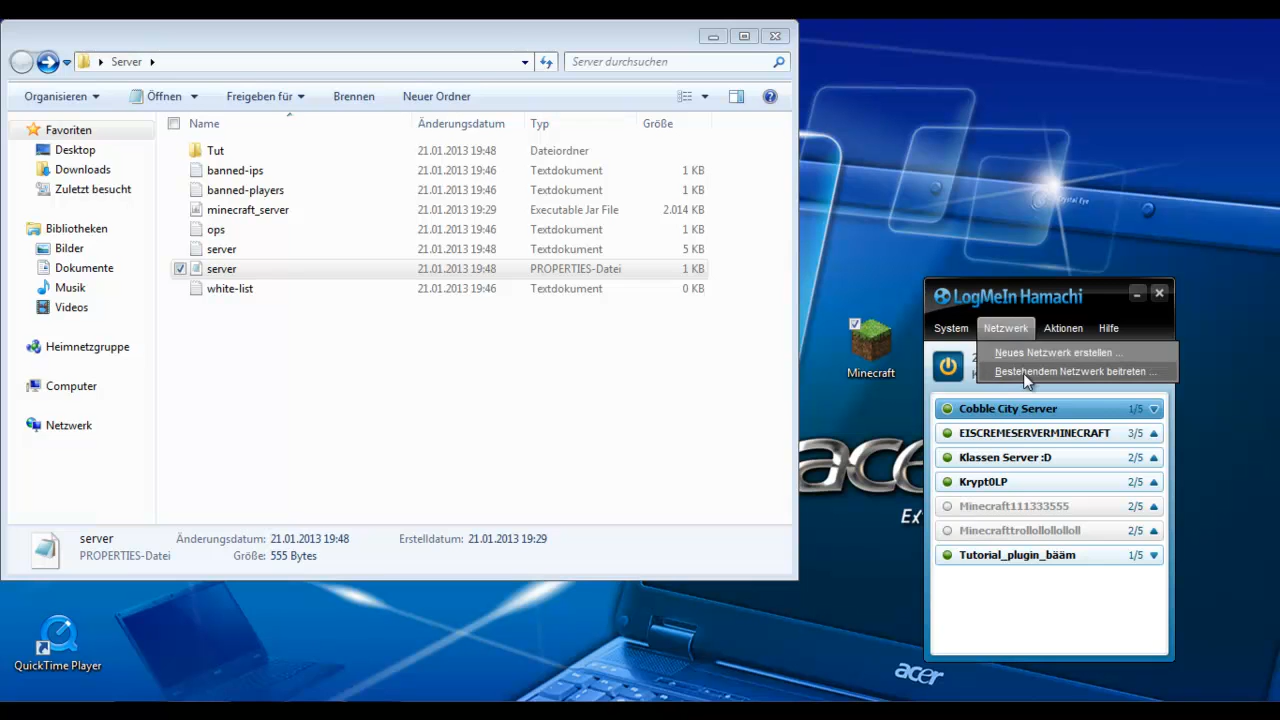 Server
Server durchsuchen
Organisieren
Öffnen
Freigeben für
Brennen
Neuer Ordner
Favoriten
Desktop
Downloads
Zuletzt besucht
Bibliotheken
Bilder
Dokumente
Musik
Videos
Heimnetzgruppe
Computer
Netzwerk
Name Änderungsdatum Typ Größe
Tut 21.01.2013 19:48 Dateiordner
banned-ips 21.01.2013 19:46 Textdokument 1 KB
banned-players 21.01.2013 19:46 Textdokument 1 KB
minecraft_server 21.01.2013 19:29 Executable Jar File 2.014 KB
ops 21.01.2013 19:46 Textdokument 1 KB
server 21.01.2013 19:48 Textdokument 5 KB
server 21.01.2013 19:48 PROPERTIES-Datei 1 KB
white-list 21.01.2013 19:46 Textdokument 0 KB
server Änderungsdatum: 21.01.2013 19:48 Erstelldatum: 21.01.2013 19:29
PROPERTIES-Datei Größe: 555 Bytes
Minecraft
LogMeIn Hamachi
System Netzwerk Aktionen Hilfe
Neues Netzwerk erstellen ...
Bestehendem Netzwerk beitreten ...
Cobble City Server 1/5
EISCREMESERVERMINECRAFT 3/5
Klassen Server :D 2/5
Krypt0LP 2/5
Minecraft111333555 2/5
Minecrafttrollollollolloll 2/5
Tutorial_plugin_bääm 1/5
acer
Ex
QuickTime Player
acer